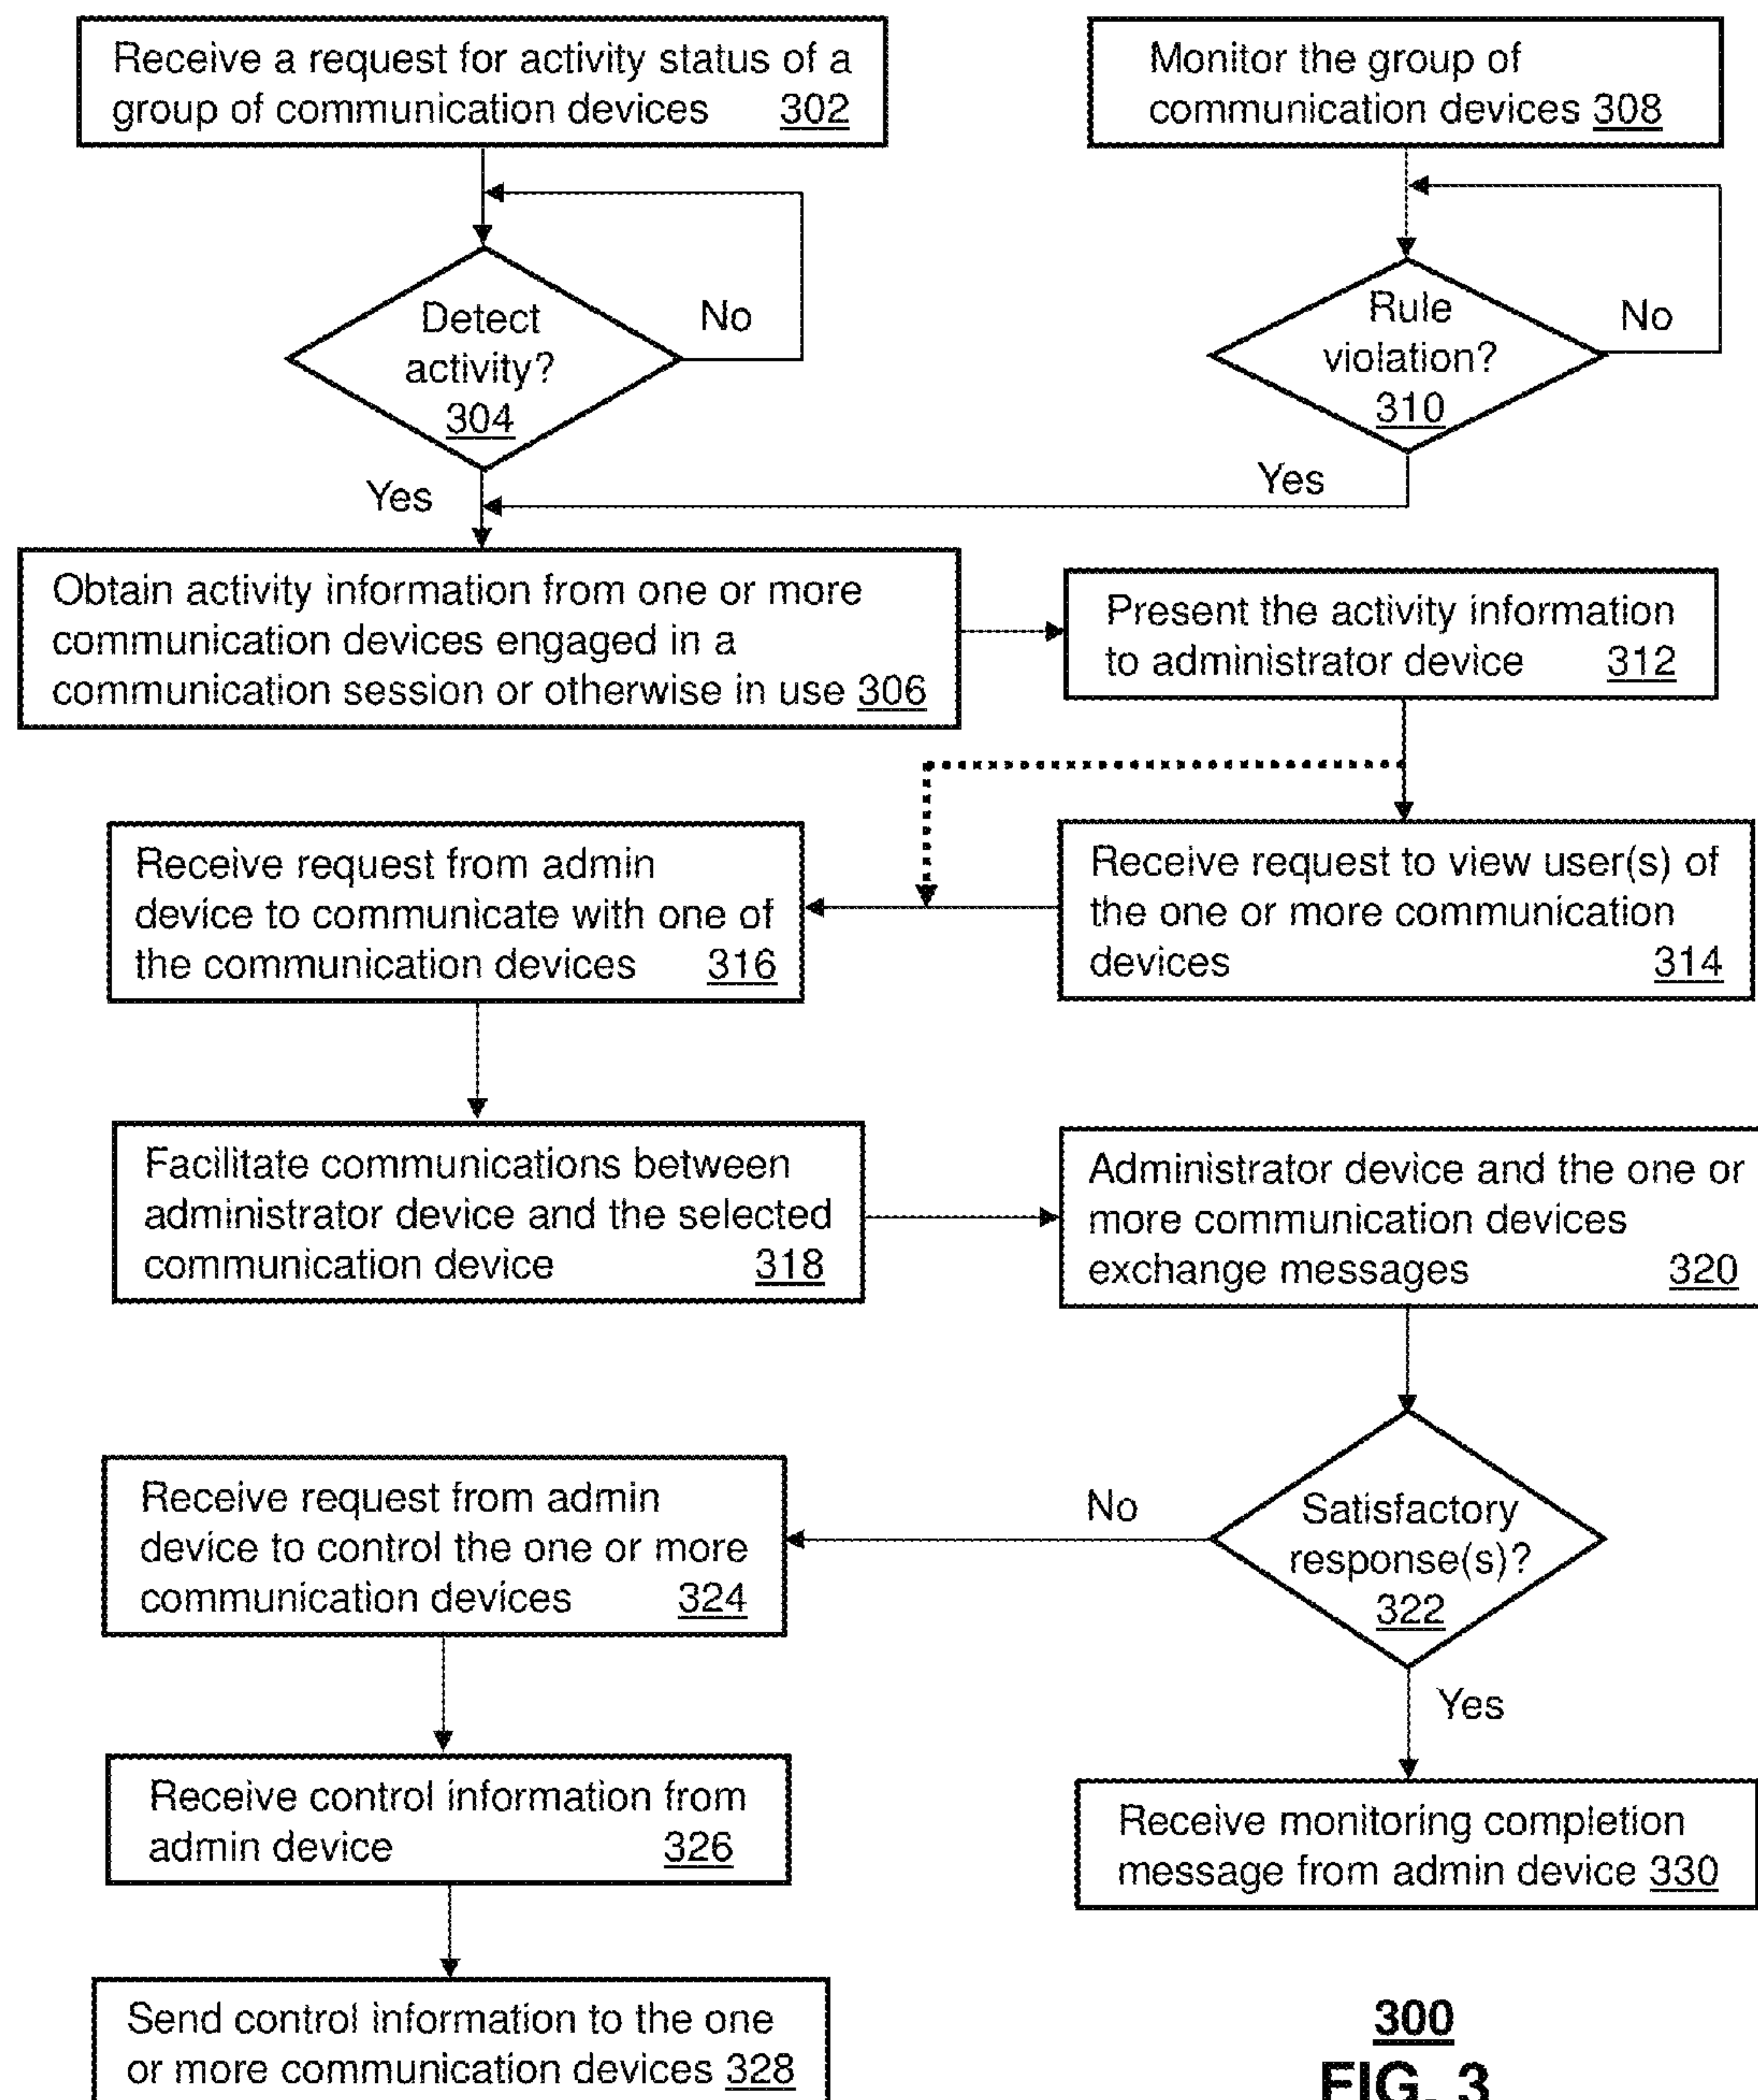 Receive a request for activity status of a
group of communication devices 302
Monitor the group of
communication devices 308
Detect
activity?
304
No
Yes
Rule
violation?
310
No
Yes
Obtain activity information from one or more
communication devices engaged in a
communication session or otherwise in use 306
Present the activity information
to administrator device 312
Receive request to view user(s) of
the one or more communication
devices 314
Receive request from admin
device to communicate with one of
the communication devices 316
Facilitate communications between
administrator device and the selected
communication device 318
Administrator device and the one or
more communication devices
exchange messages 320
Satisfactory
response(s)?
322
No
Yes
Receive request from admin
device to control the one or more
communication devices 324
Receive control information from
admin device 326
Send control information to the one
or more communication devices 328
Receive monitoring completion
message from admin device 330
300
FIG. 3